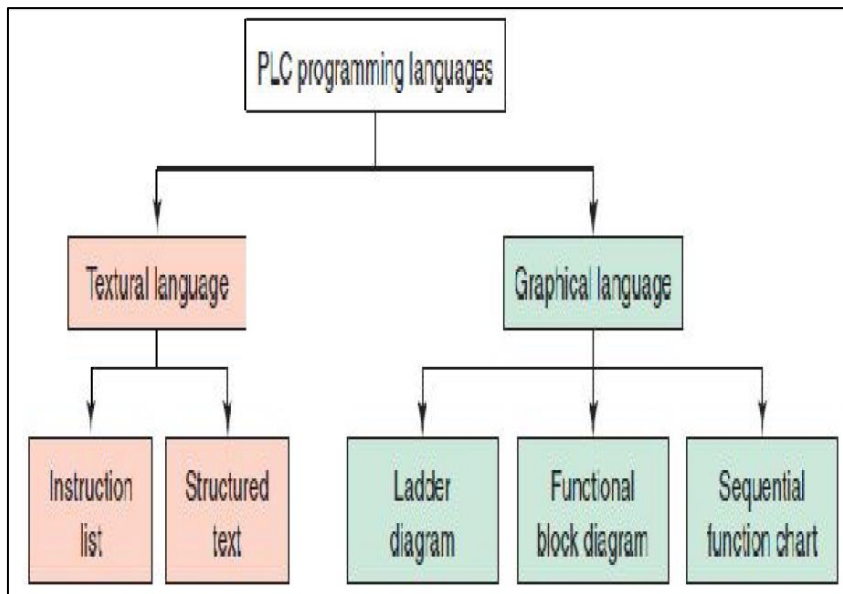 PLC programming languages
Textural language
Graphical language
Instruction
list
Structured
text
Ladder
diagram
Functional
block diagram
Sequential
function chart